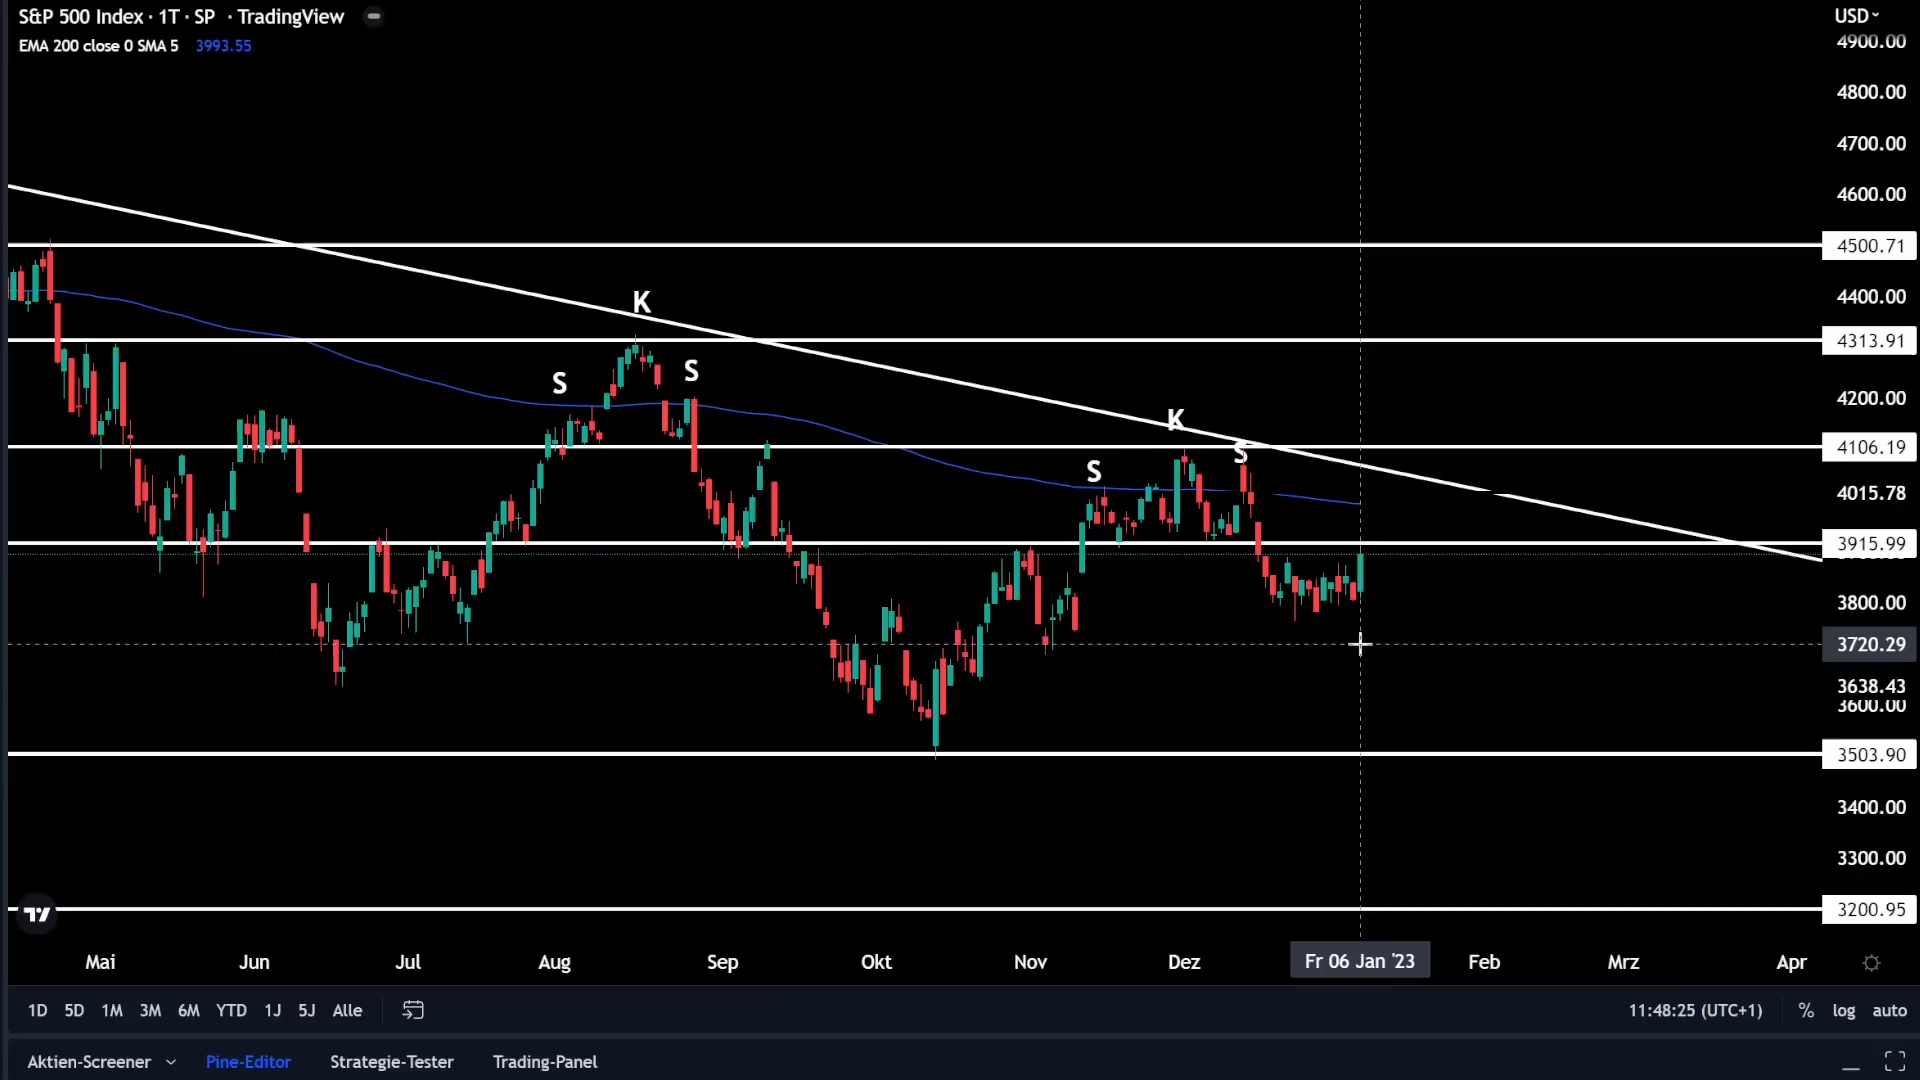 S&P 500 Index · 1T · SP · TradingView
EMA 200 close 0 SMA 5 3993.55
USD
4900.00
4800.00
4700.00
4600.00
4500.71
4400.00
4313.91
4200.00
4106.19
4015.78
3915.99
3800.00
3720.29
3638.43
3600.00
3503.90
3400.00
3300.00
3200.95
K
S
S
K
S
S
Mai Jun Jul Aug Sep Okt Nov Dez Fr 06 Jan '23 Feb Mrz Apr
1D 5D 1M 3M 6M YTD 1J 5J Alle 11:48:25 (UTC+1) % log auto
Aktien-Screener Pine-Editor Strategie-Tester Trading-Panel